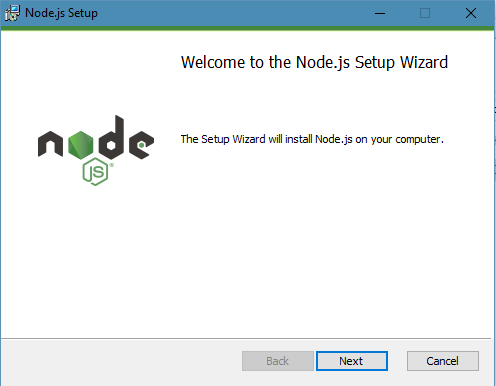 Node.js Setup
Welcome to the Node.js Setup Wizard
The Setup Wizard will install Node.js on your computer.
node
JS®
Back
Next
Cancel